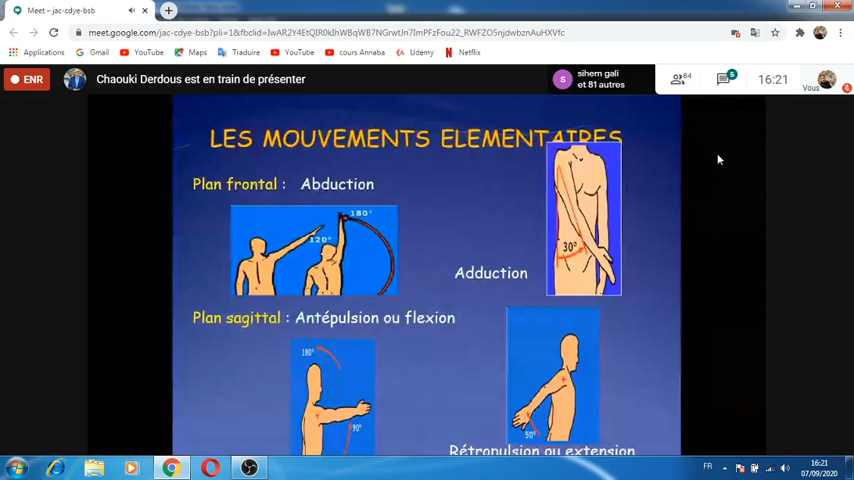 Meet – jac-cdye-bsb
meet.google.com/jac-cdye-bsb?pli=1&fbclid=IwAR2Y4EtQIR0kIhWBqWB7NGrwtUn7ImPFzFou22_RWFZO5njdwbznAuHXVfc
Applications Gmail YouTube Maps Traduire YouTube cours Annaba Udemy Netflix
ENR
Chaouki Derdous est en train de présenter
S
sihem gali
et 81 autres
84
5
16:21
Vous
LES MOUVEMENTS ELEMENTAIRES
Plan frontal : Abduction
180°
120°
30°
Adduction
Plan sagittal : Antépulsion ou flexion
180°
90°
50°
Rétropulsion ou extension
FR
16:21
07/09/2020